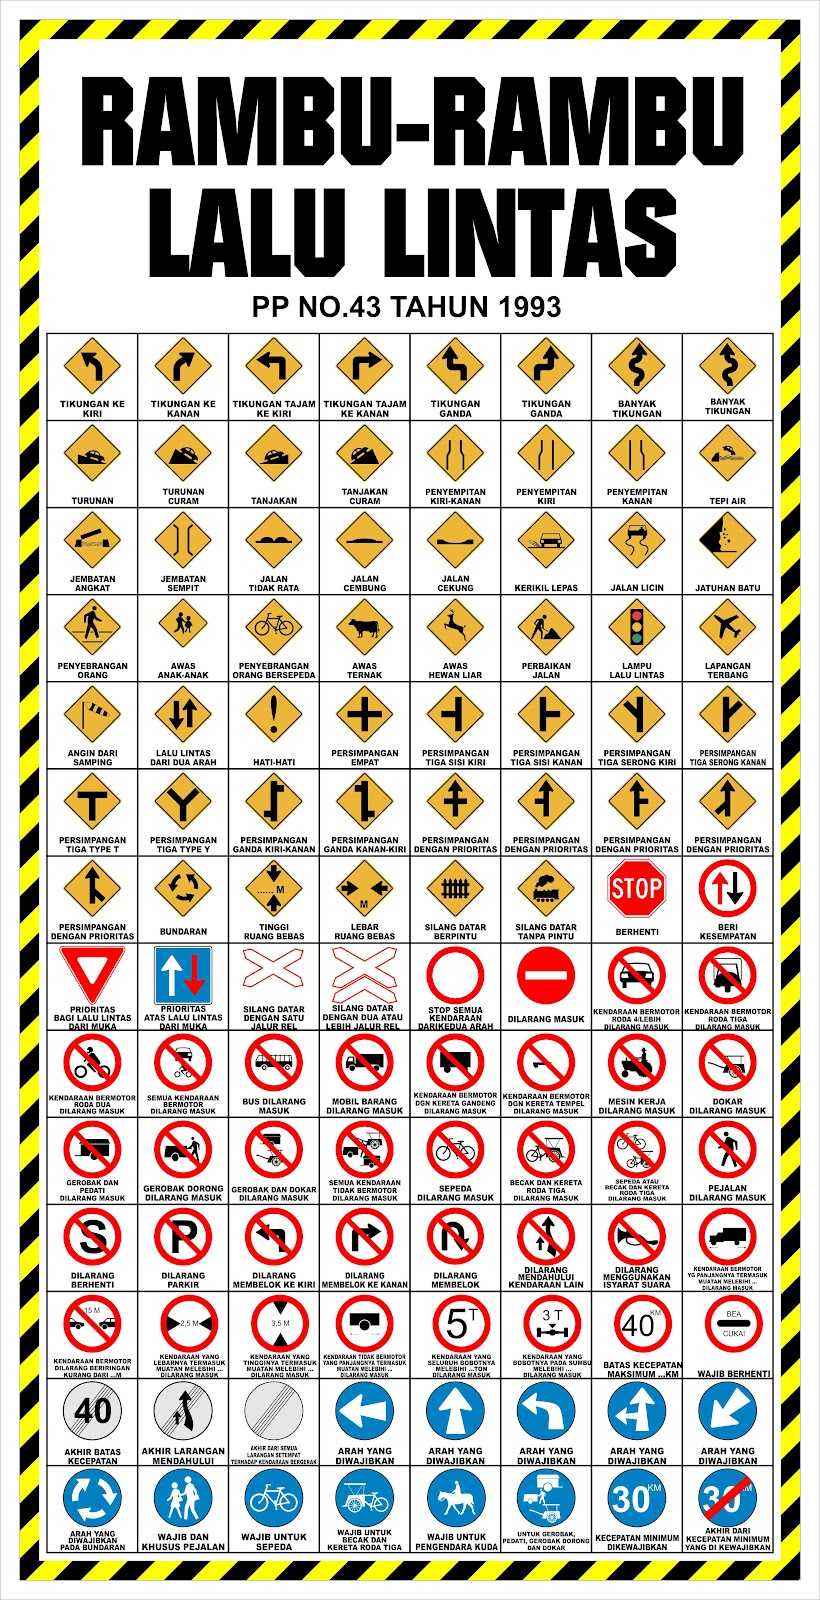 RAMBU-RAMBU
LALU LINTAS
PP NO.43 TAHUN 1993
TIKUNGAN KE
KIRI
TIKUNGAN KE
KANAN
TIKUNGAN TAJAM
KE KIRI
TIKUNGAN TAJAM
KE KANAN
TIKUNGAN
GANDA
TIKUNGAN
GANDA
BANYAK
TIKUNGAN
BANYAK
TIKUNGAN
TURUNAN
TURUNAN
CURAM
TANJAKAN
TANJAKAN
CURAM
PENYEMPITAN
KIRI-KANAN
PENYEMPITAN
KIRI
PENYEMPITAN
KANAN
TEPI AIR
JEMBATAN
ANGKAT
JEMBATAN
SEMPIT
JALAN
TIDAK RATA
JALAN
CEMBUNG
JALAN
CEKUNG
KERIKIL LEPAS
JALAN LICIN
JATUHAN BATU
PENYEBRANGAN
ORANG
AWAS
ANAK-ANAK
PENYEBRANGAN
ORANG BERSEPEDA
AWAS
TERNAK
AWAS
HEWAN LIAR
PERBAIKAN
JALAN
LAMPU
LALU LINTAS
LAPANGAN
TERBANG
ANGIN DARI
SAMPING
LALU LINTAS
DARI DUA ARAH
!
HATI-HATI
PERSIMPANGAN
EMPAT
PERSIMPANGAN
TIGA SISI KIRI
PERSIMPANGAN
TIGA SISI KANAN
PERSIMPANGAN
TIGA SERONG KIRI
PERSIMPANGAN
TIGA SERONG KANAN
PERSIMPANGAN
TIGA TYPE T
PERSIMPANGAN
TIGA TYPE Y
PERSIMPANGAN
GANDA KIRI-KANAN
PERSIMPANGAN
GANDA KANAN-KIRI
PERSIMPANGAN
DENGAN PRIORITAS
PERSIMPANGAN
DENGAN PRIORITAS
PERSIMPANGAN
DENGAN PRIORITAS
PERSIMPANGAN
DENGAN PRIORITAS
PERSIMPANGAN
DENGAN PRIORITAS
BUNDARAN
...... M
TINGGI
RUANG BEBAS
M
LEBAR
RUANG BEBAS
SILANG DATAR
BERPINTU
SILANG DATAR
TANPA PINTU
STOP
BERHENTI
BERI
KESEMPATAN
PRIORITAS
BAGI LALU LINTAS
DARI MUKA
PRIORITAS
ATAS LALU LINTAS
DARI MUKA
SILANG DATAR
DENGAN SATU
JALUR REL
SILANG DATAR
DENGAN DUA ATAU
LEBIH JALUR REL
STOP SEMUA
KENDARAAN
DARIKEDUA ARAH
DILARANG MASUK
KENDARAAN BERMOTOR
RODA 4/LEBIH
DILARANG MASUK
KENDARAAN BERMOTOR
RODA TIGA
DILARANG MASUK
KENDARAAN BERMOTOR
RODA DUA
DILARANG MASUK
SEMUA KENDARAAN
BERMOTOR
DILARANG MASUK
BUS DILARANG
MASUK
MOBIL BARANG
DILARANG MASUK
KENDARAAN BERMOTOR
DGN KERETA GANDENG
DILARANG MASUK
KENDARAAN BERMOTOR
DGN KERETA TEMPEL
DILARANG MASUK
MESIN KERJA
DILARANG MASUK
DOKAR
DILARANG MASUK
GEROBAK DAN
PEDATI
DILARANG MASUK
GEROBAK DORONG
DILARANG MASUK
GEROBAK DAN DOKAR
DILARANG MASUK
SEMUA KENDARAAN
TIDAK BERMOTOR
DILARANG MASUK
SEPEDA
DILARANG MASUK
BECAK DAN KERETA
RODA TIGA
DILARANG MASUK
SEPEDA ATAU
BECAK DAN KERETA
RODA TIGA
DILARANG MASUK
PEJALAN
DILARANG MASUK
S
DILARANG
BERHENTI
P
DILARANG
PARKIR
DILARANG
MEMBELOK KE KIRI
DILARANG
MEMBELOK KE KANAN
DILARANG
MEMBELOK
DILARANG
MENDAHULUI
KENDARAAN LAIN
DILARANG
MENGGUNAKAN
ISYARAT SUARA
KENDARAAN BERMOTOR
YG PANJANGNYA TERMASUK
MUATAN MELEBIHI ...
DILARANG MASUK
15 M
KENDARAAN BERMOTOR
DILARANG BERIRINGAN
KURANG DARI ...M
2,5 M
KENDARAAN YANG
LEBARNYA TERMASUK
MUATAN MELEBIHI ...
DILARANG MASUK
3,5 M
KENDARAAN YANG
TINGGINYA TERMASUK
MUATAN MELEBIHI ...
DILARANG MASUK
KENDARAAN TIDAK BERMOTOR
YANG PANJANGNYA TERMASUK
MUATAN MELEBIHI ...
DILARANG MASUK
5T
KENDARAAN YANG
SELURUH BOBOTNYA
MELEBIHI ...TON
DILARANG MASUK
3 T
KENDARAAN YANG
BOBOTNYA PADA SUMBU
MELEBIHI ...
DILARANG MASUK
40 KM
BATAS KECEPATAN
MAKSIMUM ...KM
BEA
CUKAI
WAJIB BERHENTI
40
AKHIR BATAS
KECEPATAN
AKHIR LARANGAN
MENDAHULUI
AKHIR DARI SEMUA
LARANGAN SETEMPAT
TERHADAP KENDARAAN BERGERAK
ARAH YANG
DIWAJIBKAN
ARAH YANG
DIWAJIBKAN
ARAH YANG
DIWAJIBKAN
ARAH YANG
DIWAJIBKAN
ARAH YANG
DIWAJIBKAN
ARAH YANG
DIWAJIBKAN
PADA BUNDARAN
WAJIB DAN
KHUSUS PEJALAN
WAJIB UNTUK
SEPEDA
WAJIB UNTUK
BECAK DAN
KERETA RODA TIGA
WAJIB UNTUK
PENGENDARA KUDA
UNTUK GEROBAK,
PEDATI, GEROBAK DORONG
DAN DOKAR
30 KM
KECEPATAN MINIMUM
DIKEWAJIBKAN
30 KM
AKHIR DARI
KECEPATAN MINIMUM
YANG DI KEWAJIBKAN